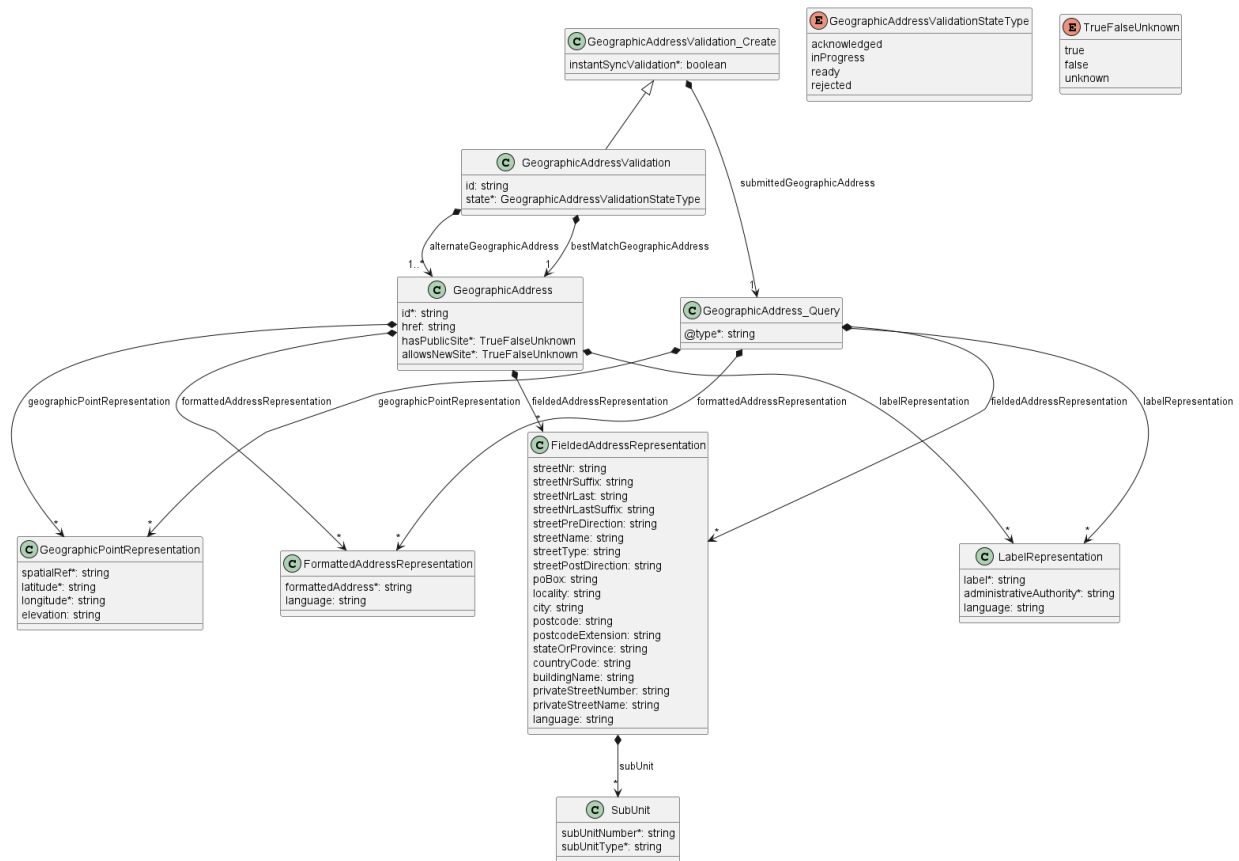 C GeographicAddressValidation_Create
instantSyncValidation*: boolean
E GeographicAddressValidationStateType
acknowledged
inProgress
ready
rejected
E TrueFalseUnknown
true
false
unknown
C GeographicAddressValidation
id: string
state*: GeographicAddressValidationStateType
submittedGeographicAddress
alternateGeographicAddress
bestMatchGeographicAddress
1..*
1
1
C GeographicAddress
id*: string
href: string
hasPublicSite*: TrueFalseUnknown
allowsNewSite*: TrueFalseUnknown
C GeographicAddress_Query
@type*: string
geographicPointRepresentation
formattedAddressRepresentation
geographicPointRepresentation
fieldedAddressRepresentation
formattedAddressRepresentation
labelRepresentation
fieldedAddressRepresentation
labelRepresentation
*
*
*
*
*
*
*
*
C GeographicPointRepresentation
spatialRef*: string
latitude*: string
longitude*: string
elevation: string
C FormattedAddressRepresentation
formattedAddress*: string
language: string
C FieldedAddressRepresentation
streetNr: string
streetNrSuffix: string
streetNrLast: string
streetNrLastSuffix: string
streetPreDirection: string
streetName: string
streetType: string
streetPostDirection: string
poBox: string
locality: string
city: string
postcode: string
postcodeExtension: string
stateOrProvince: string
countryCode: string
buildingName: string
privateStreetNumber: string
privateStreetName: string
language: string
C LabelRepresentation
label*: string
administrativeAuthority*: string
language: string
subUnit
*
C SubUnit
subUnitNumber*: string
subUnitType*: string